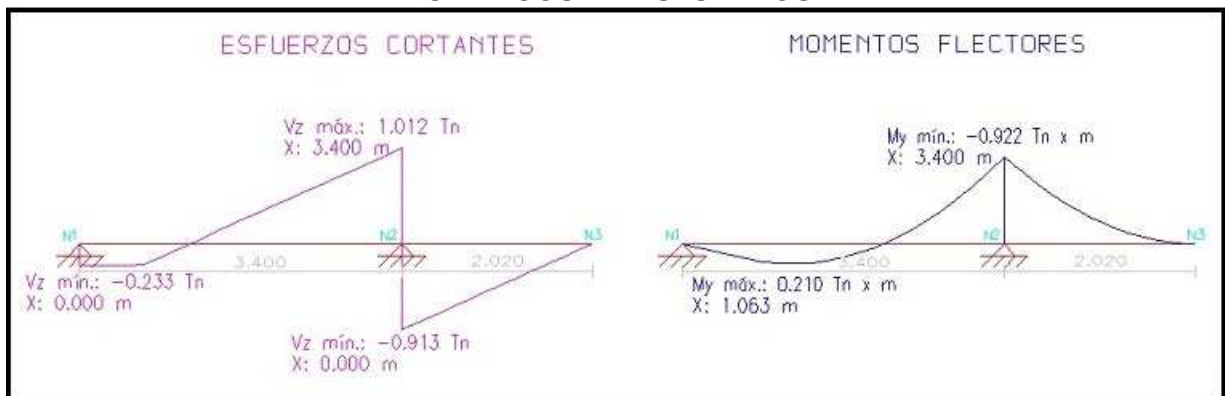 ESFUERZOS CORTANTES
Vz máx.: 1.012 Tn
X: 3.400 m
N1
N2
N3
3.400
2.020
Vz mín.: -0.233 Tn
X: 0.000 m
Vz mín.: -0.913 Tn
X: 0.000 m
MOMENTOS FLECTORES
My mín.: -0.922 Tn x m
X: 3.400 m
N1
N2
N3
3.400
2.020
My máx.: 0.210 Tn x m
X: 1.063 m